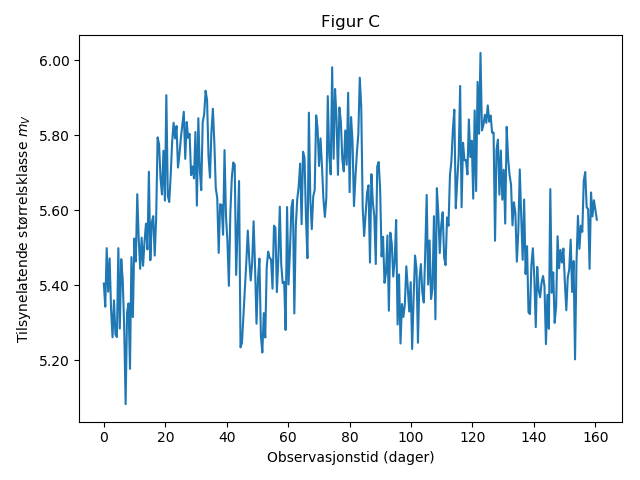 Figur C
Tilsynelatende størrelsklasse $m_V$
6.00
5.80
5.60
5.40
5.20
0 20 40 60 80 100 120 140 160
Observasjonstid (dager)